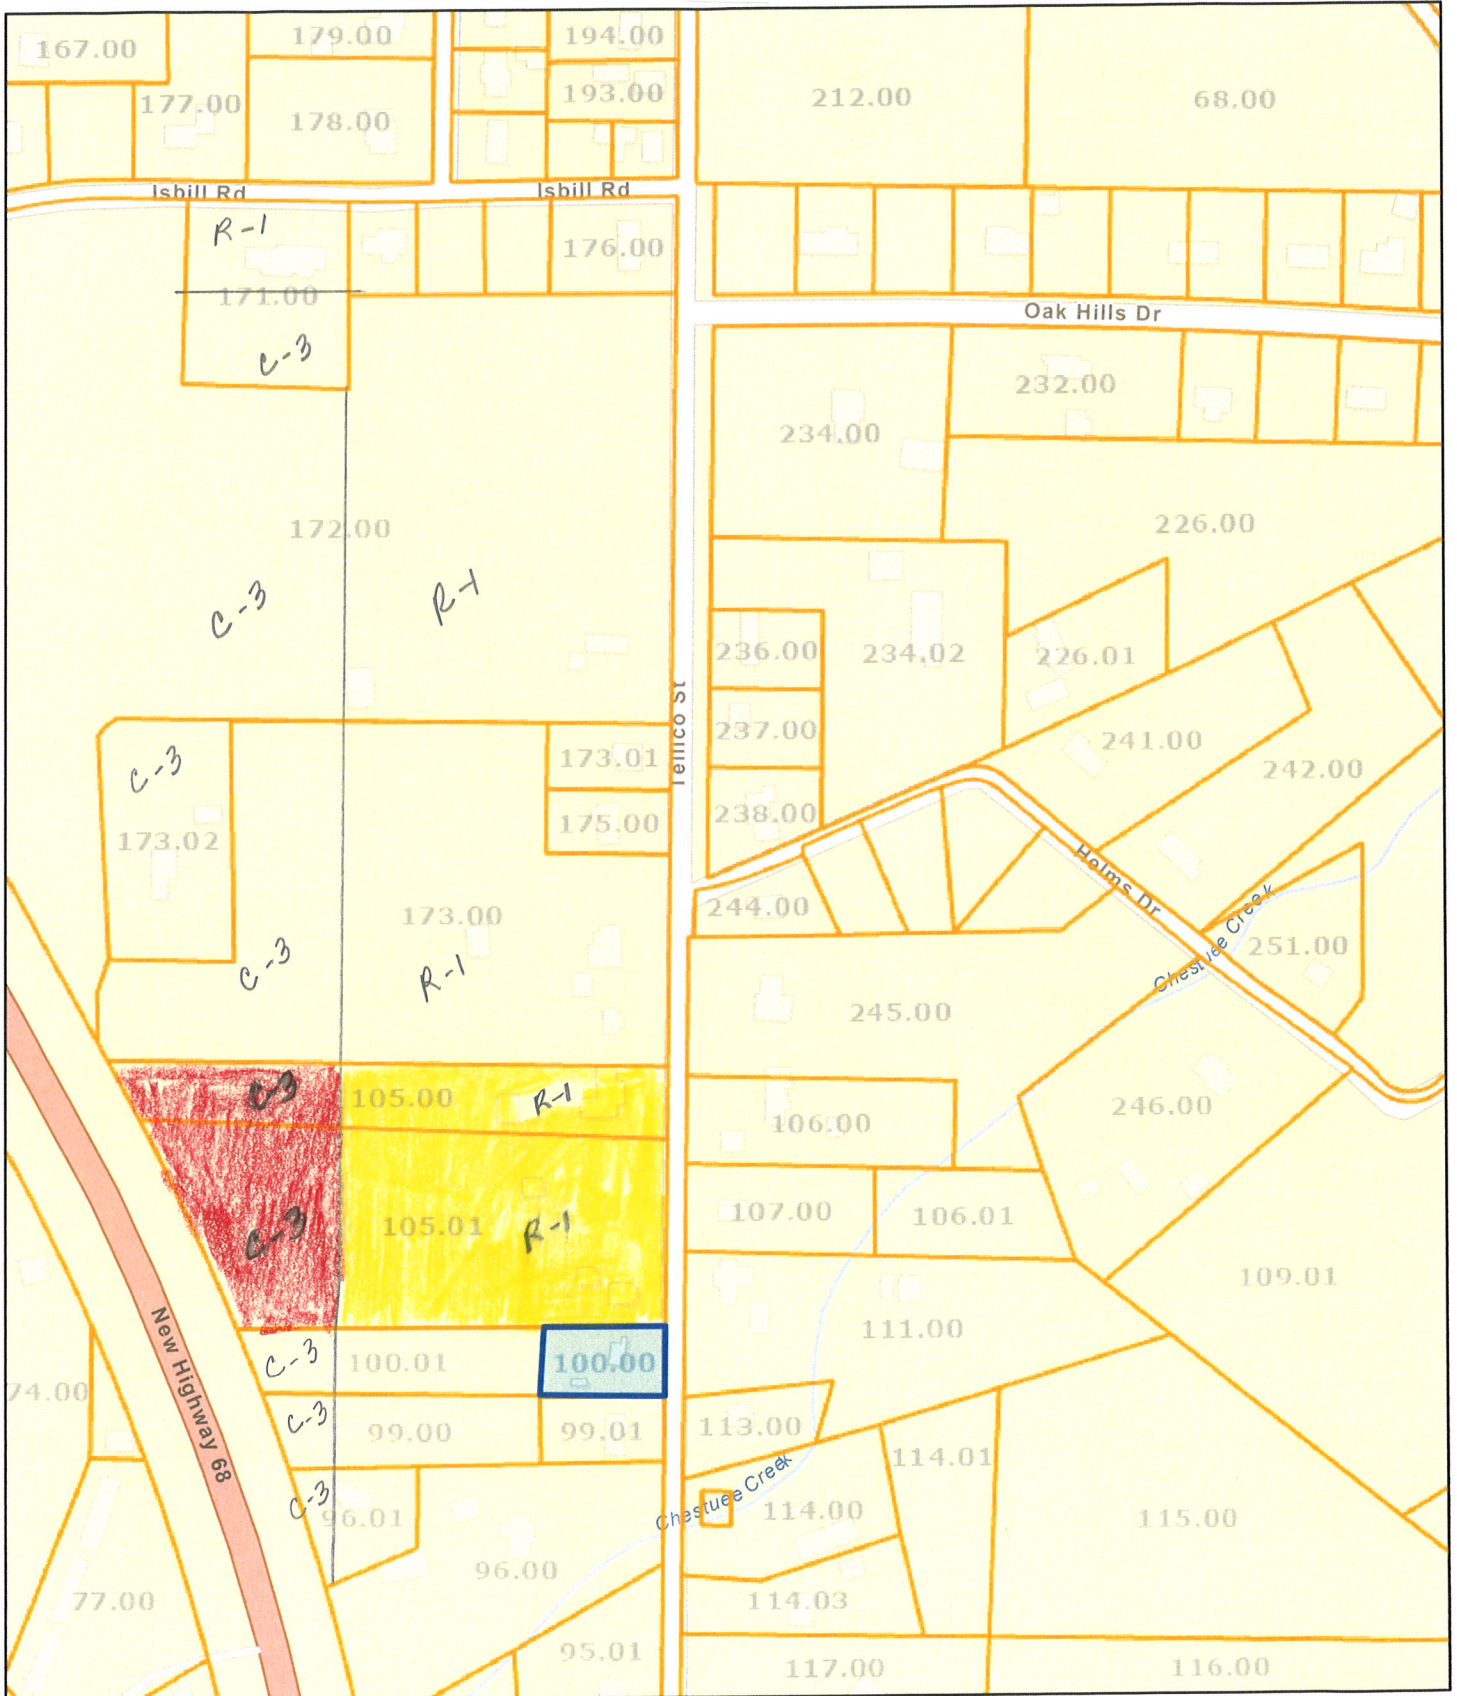 167.00
179.00
194.00
177.00
178.00
193.00
212.00
68.00
Isbill Rd
Isbill Rd
R-1
176.00
171.00
C-3
Oak Hills Dr
232.00
234.00
172.00
226.00
C-3
R-1
236.00
234.02
226.01
Tellico St
237.00
241.00
173.01
C-3
242.00
175.00
238.00
173.02
Helms Dr
173.00
244.00
Chestuee Creek
251.00
C-3
R-1
245.00
C-3
105.00
R-1
106.00
246.00
105.01
R-1
C-3
107.00
106.01
109.01
111.00
New Highway 68
C-3
100.01
100.00
74.00
C-3
99.00
99.01
113.00
114.01
Chestuee Creek
C-3
96.01
114.00
115.00
96.00
77.00
114.03
95.01
117.00
116.00